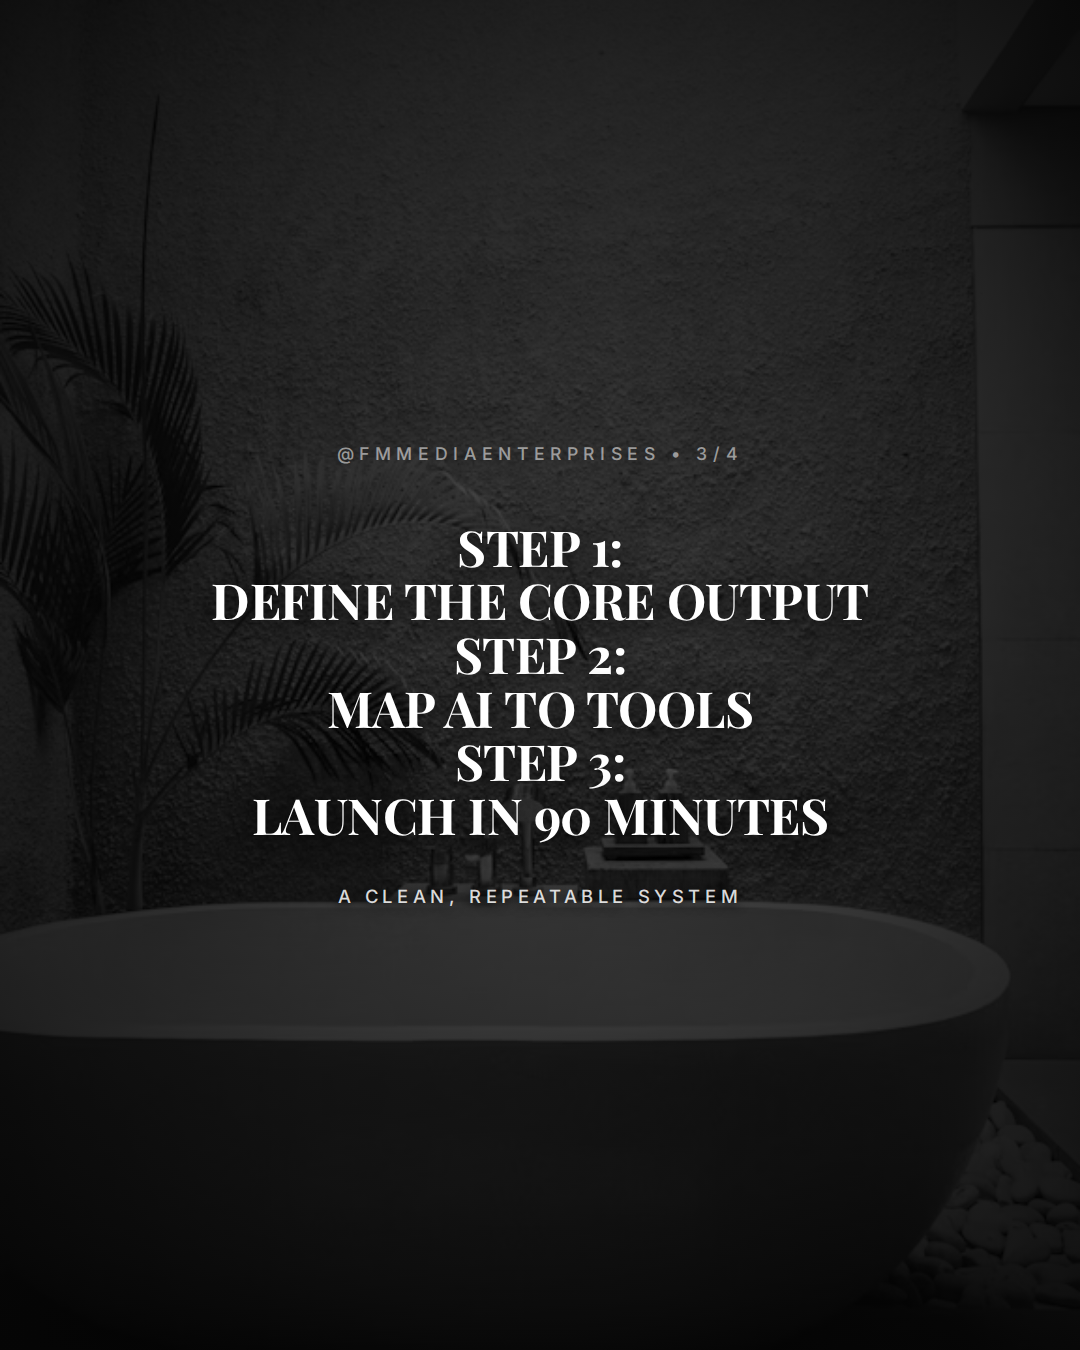 @FMMEDIAENTERPRISES • 3/4
STEP 1:
DEFINE THE CORE OUTPUT
STEP 2:
MAP AI TO TOOLS
STEP 3:
LAUNCH IN 90 MINUTES
A CLEAN, REPEATABLE SYSTEM